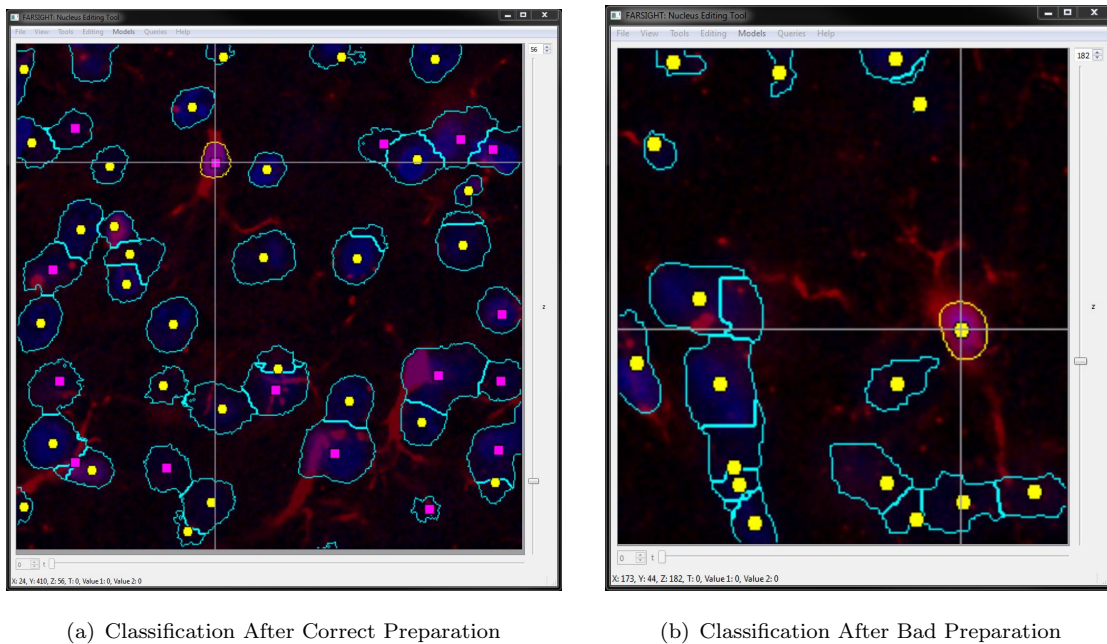 FARSIGHT: Nucleus Editing Tool
File View Tools Editing Models Queries Help
56
z
0 t
X: 24, Y: 410, Z: 56, T: 0, Value 1: 0, Value 2: 0
(a) Classification After Correct Preparation
FARSIGHT: Nucleus Editing Tool
File View Tools Editing Models Queries Help
182
z
0 t
X: 173, Y: 44, Z: 182, T: 0, Value 1: 0, Value 2: 0
(b) Classification After Bad Preparation